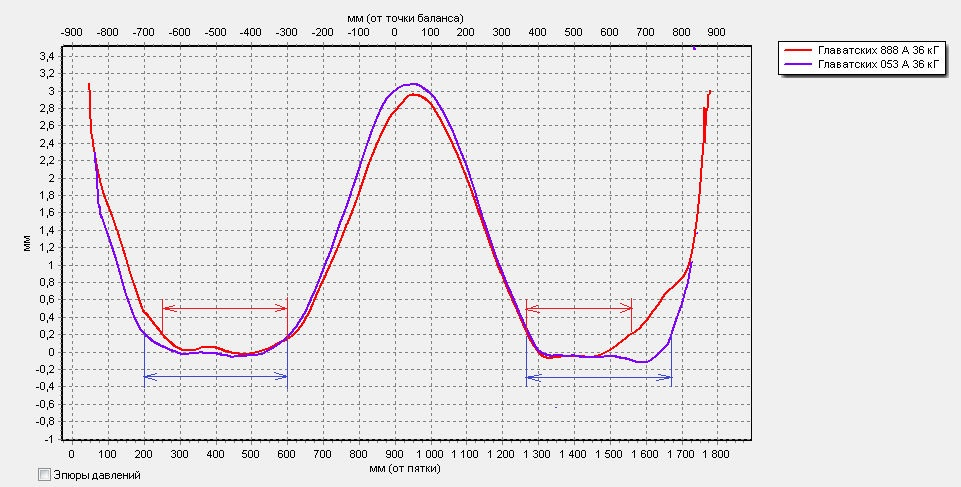 мм (от точки баланса)
-900 -800 -700 -600 -500 -400 -300 -200 -100 0 100 200 300 400 500 600 700 800 900
Главатских 888 А 36 кГ
Главатских 053 А 36 кГ
3,4
3,2
3
2,8
2,6
2,4
2,2
2
1,8
1,6
1,4
1,2
1
0,8
0,6
0,4
0,2
0
-0,2
-0,4
-0,6
-0,8
-1
мм
0 100 200 300 400 500 600 700 800 900 1 000 1 100 1 200 1 300 1 400 1 500 1 600 1 700 1 800
мм (от пятки)
Эпюры давлений